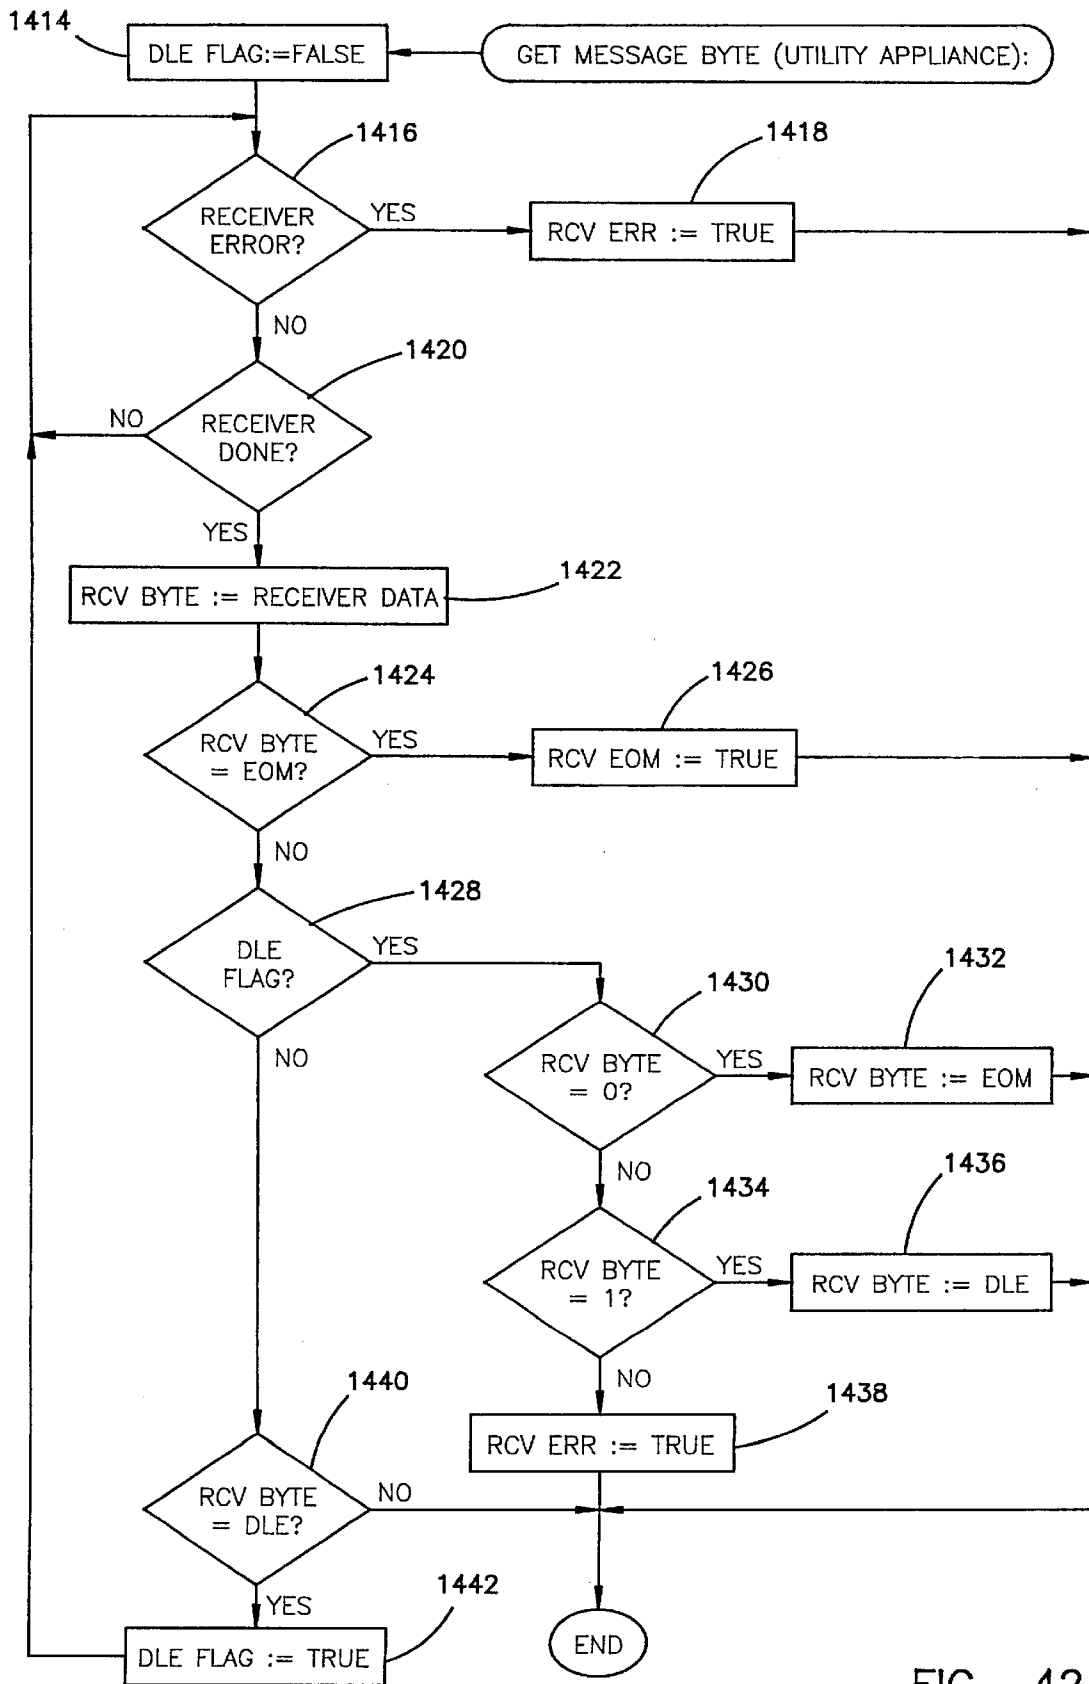 1414
DLE FLAG:=FALSE
GET MESSAGE BYTE (UTILITY APPLIANCE):
1416
1418
RECEIVER
ERROR?
YES
RCV ERR := TRUE
NO
1420
RECEIVER
DONE?
NO
YES
RCV BYTE := RECEIVER DATA
1422
1424
1426
RCV BYTE
= EOM?
YES
RCV EOM := TRUE
NO
1428
DLE
FLAG?
YES
NO
1430
1432
RCV BYTE
= 0?
YES
RCV BYTE := EOM
NO
1434
1436
RCV BYTE
= 1?
YES
RCV BYTE := DLE
NO
1438
RCV ERR := TRUE
1440
RCV BYTE
= DLE?
NO
YES
1442
DLE FLAG := TRUE
END
FIG. 42